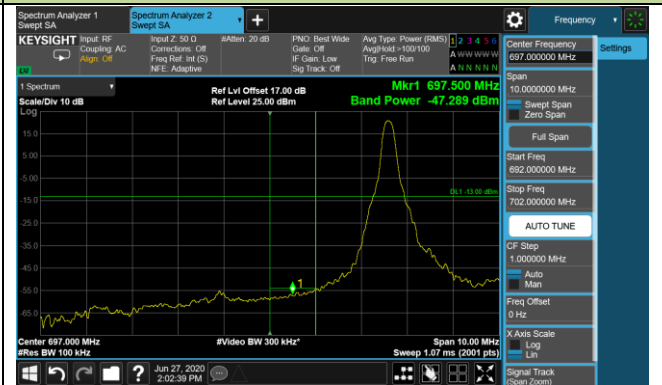 Spectrum Analyzer 1
Swept SA
Spectrum Analyzer 2
Swept SA
+
Frequency
KEYSIGHT
Input: RF
Coupling: AC
Align: Off
Input Z: 50 Ω
Corrections: Off
Freq Ref: Int (S)
NFE: Adaptive
#Atten: 20 dB
PNO: Best Wide
Gate: Off
IF Gain: Low
Sig Track: Off
Avg Type: Power (RMS)
Avg|Hold:>100/100
Trig: Free Run
1 2 3 4 5 6
A W W W W W
A N N N N N
1 Spectrum
Scale/Div 10 dB
Log
Ref Lvl Offset 17.00 dB
Ref Level 25.00 dBm
Mkr1 697.500 MHz
Band Power -47.289 dBm
15.0
5.00
-5.00
-15.0
-25.0
-35.0
-45.0
-55.0
-65.0
DL1 -13.00 dBm
1
Center 697.000 MHz
#Res BW 100 kHz
#Video BW 300 kHz*
Span 10.00 MHz
Sweep 1.07 ms (2001 pts)
Jun 27, 2020
2:02:39 PM
Center Frequency
697.000000 MHz
Settings
Span
10.0000000 MHz
Swept Span
Zero Span
Full Span
Start Freq
692.000000 MHz
Stop Freq
702.000000 MHz
AUTO TUNE
CF Step
1.000000 MHz
Auto
Man
Freq Offset
0 Hz
X Axis Scale
Log
Lin
Signal Track
(Span Zoom)